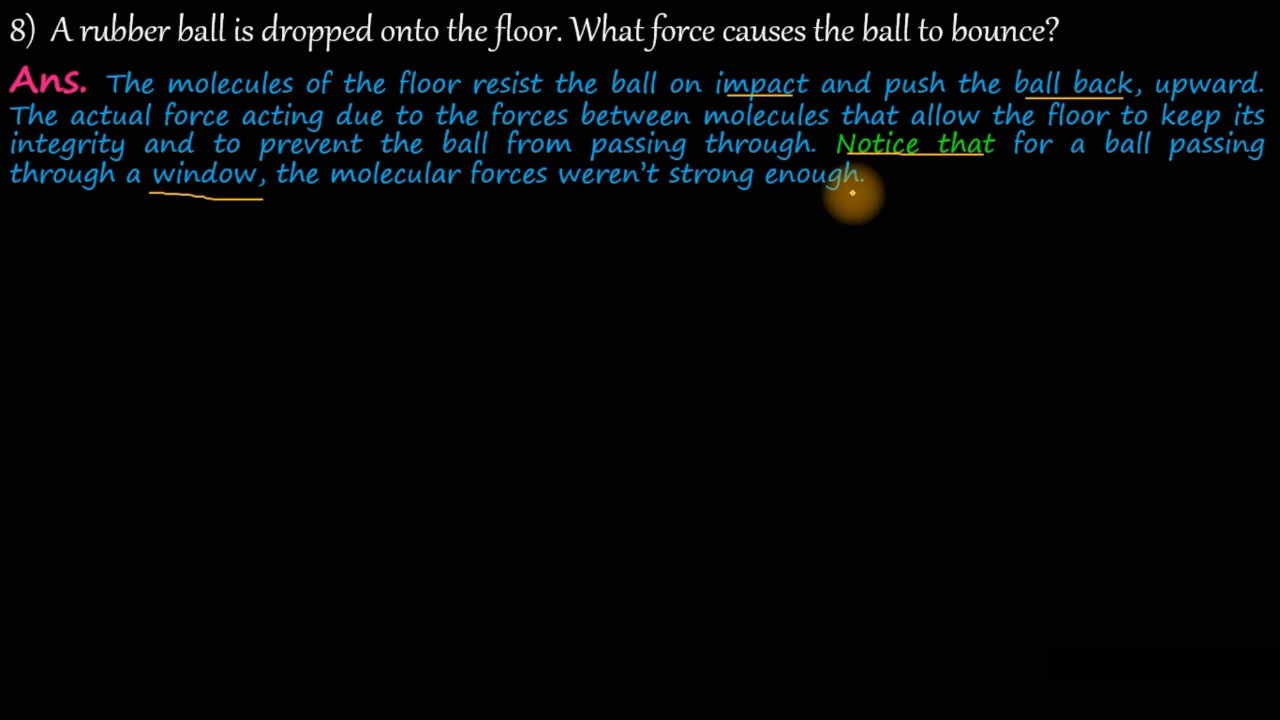 8) A rubber ball is dropped onto the floor. What force causes the ball to bounce?
Ans. The molecules of the floor resist the ball on impact and push the ball back, upward.
The actual force acting due to the forces between molecules that allow the floor to keep its
integrity and to prevent the ball from passing through. Notice that for a ball passing
through a window, the molecular forces weren't strong enough.